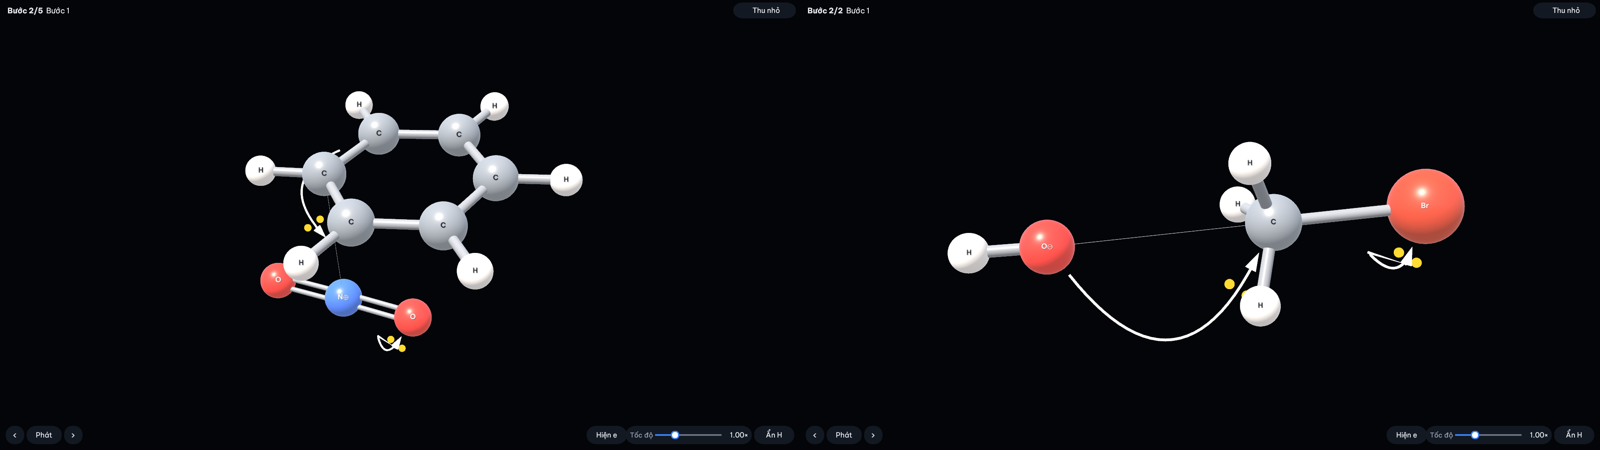 Bước 2/5 Bước 1
Thu nhỏ
H
H
C
C
H
C
C
H
C
C
H
H
O
N⊖
O
‹
Phát
›
Hiện e
Tốc độ
1.00×
Ẩn H
Bước 2/2 Bước 1
Thu nhỏ
H
H
Br
C
H
O⊖
H
‹
Phát
›
Hiện e
Tốc độ
1.00×
Ẩn H